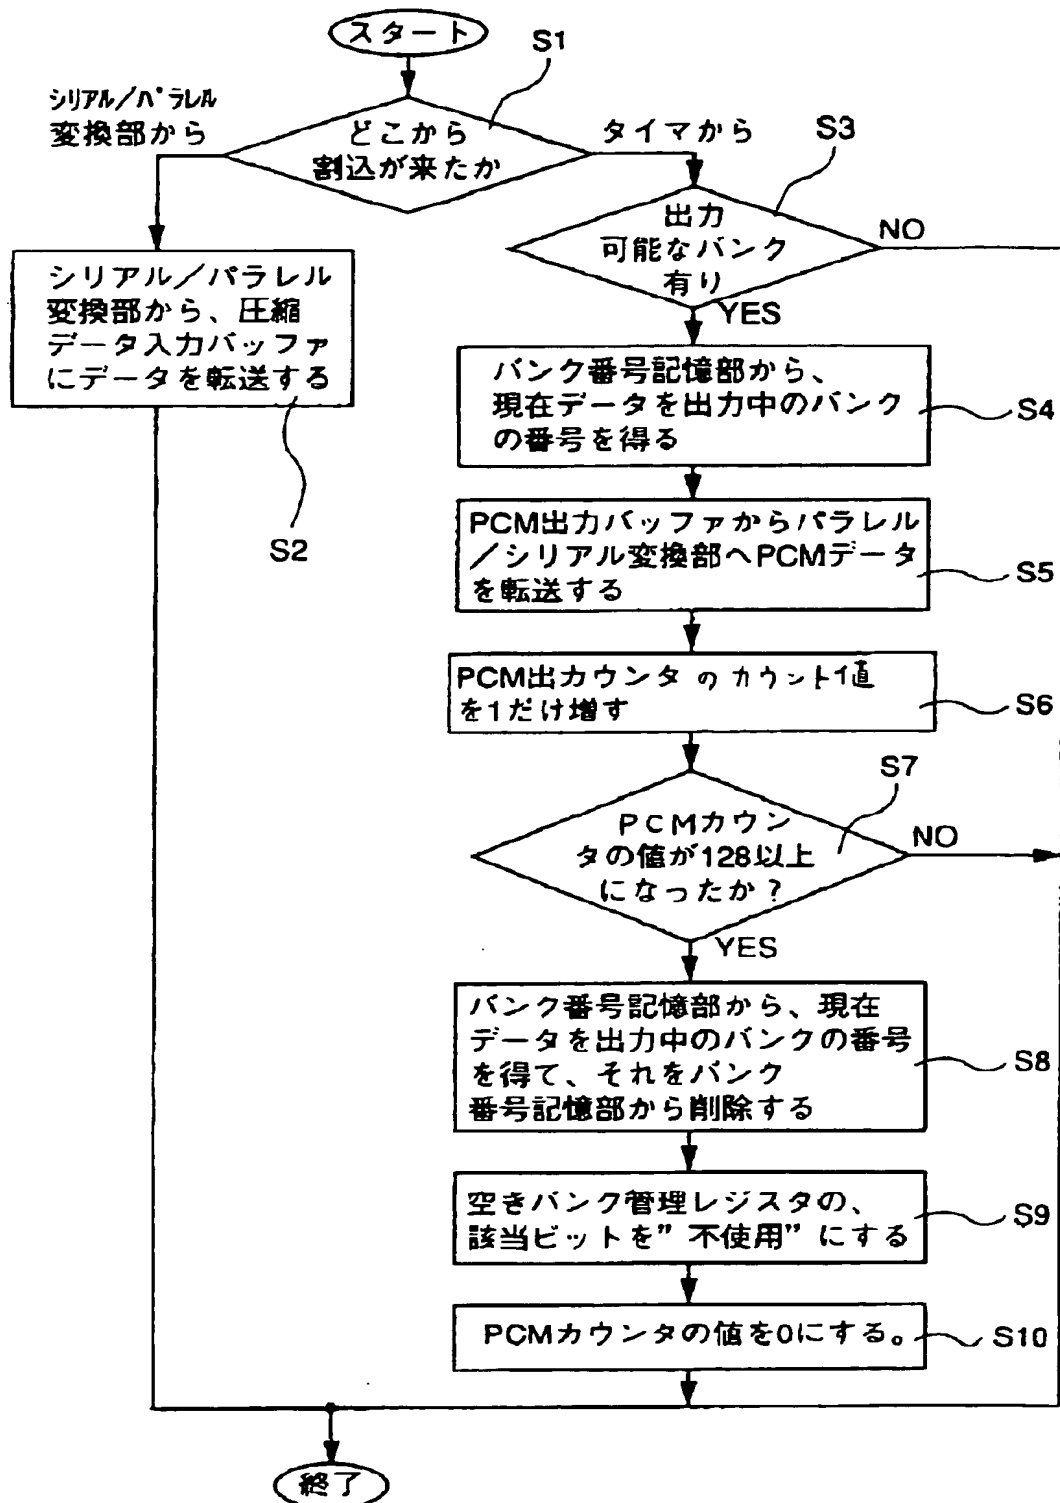 スタート
S1
シリアル／パラレル
変換部から
どこから
割込が来たか
タイマから
S3
出力
可能なバンク
有り
NO
YES
シリアル／パラレル
変換部から、圧縮
データ入力バッファ
にデータを転送する
S2
バンク番号記憶部から、
現在データを出力中のバンク
の番号を得る
S4
PCM出力バッファからパラレル
／シリアル変換部へPCMデータ
を転送する
S5
PCM出カウンタのカウント値
を1だけ増す
S6
S7
PCMカウン
タの値が128以上
になったか？
NO
YES
バンク番号記憶部から、現在
データを出力中のバンクの番号
を得て、それをバンク
番号記憶部から削除する
S8
空きバンク管理レジスタの、
該当ビットを”不使用”にする
S9
PCMカウンタの値を0にする。
S10
終了